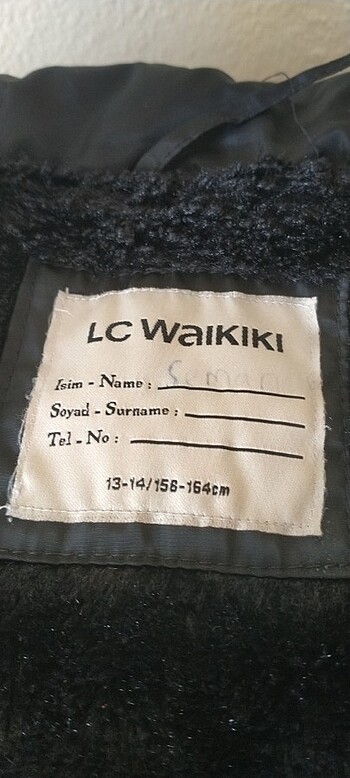 LC WAIKIKI
Isim - Name :
Soyad - Surname :
Tel - No :
13-14/158-164cm